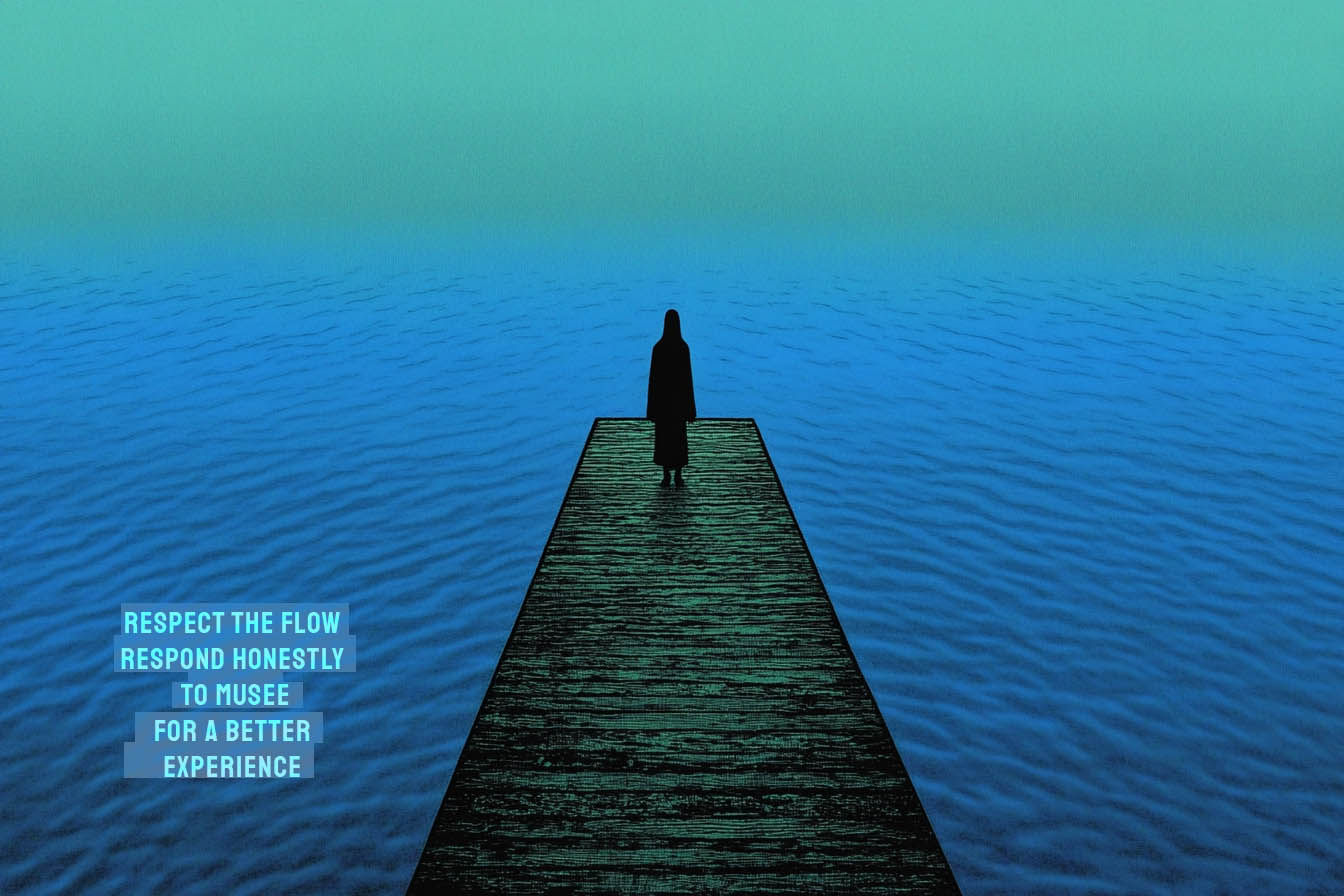 RESPECT THE FLOW
RESPOND HONESTLY
TO MUSEE
FOR A BETTER
EXPERIENCE